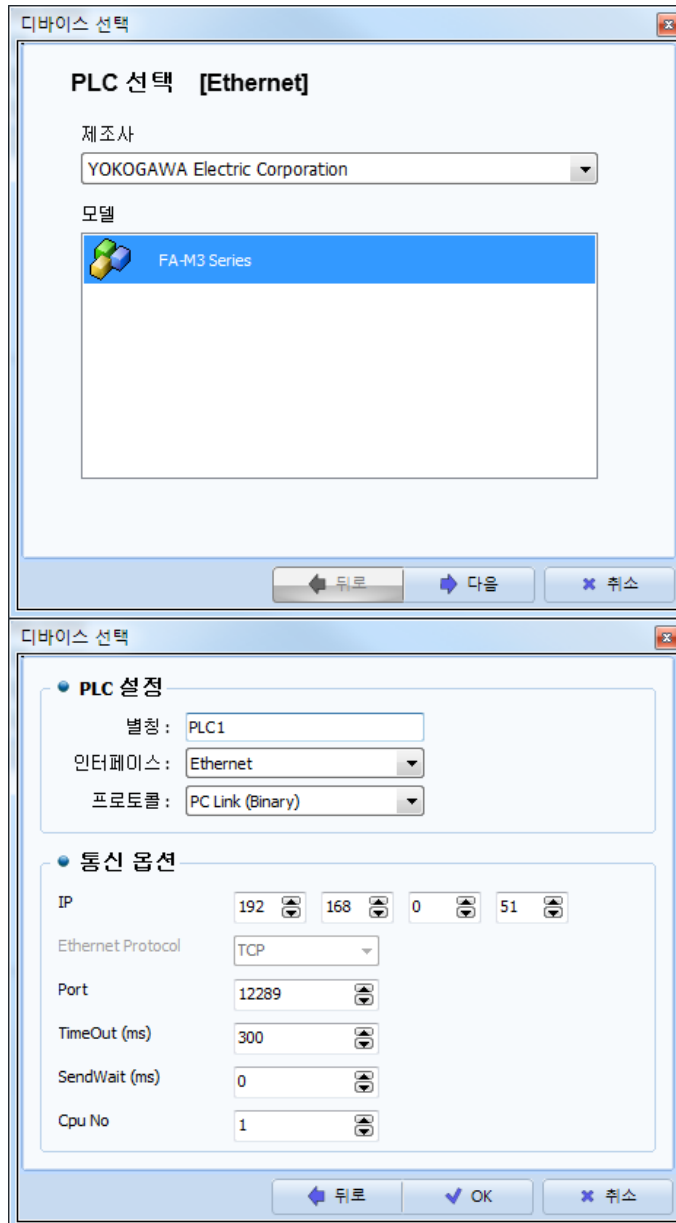 디바이스 선택
PLC 선택 [Ethernet]
제조사
YOKOGAWA Electric Corporation
모델
FA-M3 Series
뒤로 다음 취소
디바이스 선택
PLC 설정
별칭 : PLC1
인터페이스 : Ethernet
프로토콜 : PC Link (Binary)
통신 옵션
IP 192 168 0 51
Ethernet Protocol TCP
Port 12289
TimeOut (ms) 300
SendWait (ms) 0
Cpu No 1
뒤로 OK 취소